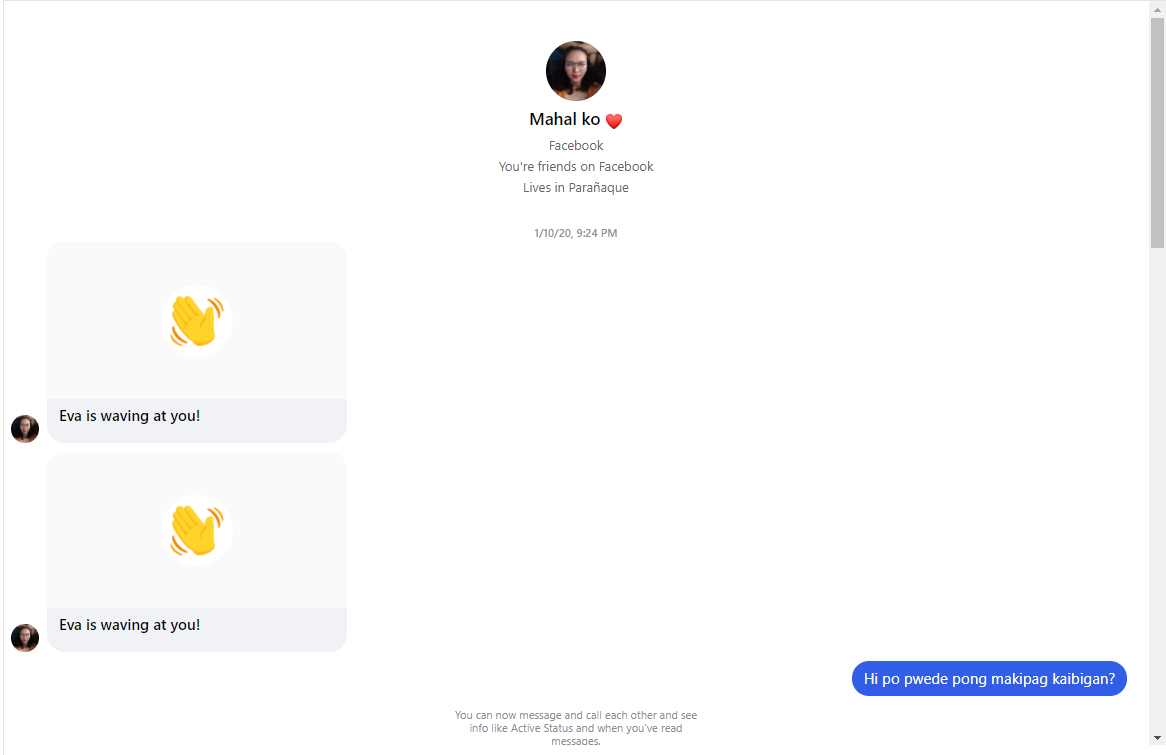 Mahal ko ❤️
Facebook
You're friends on Facebook
Lives in Parañaque
1/10/20, 9:24 PM
Eva is waving at you!
Eva is waving at you!
Hi po pwede pong makipag kaibigan?
You can now message and call each other and see
info like Active Status and when you've read
messages.